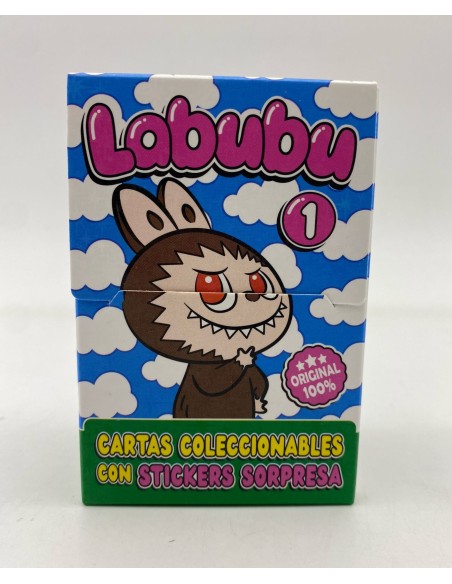 Labubu
1
ORIGINAL
100%
CARTAS COLECCIONABLES
CON STICKERS SORPRESA